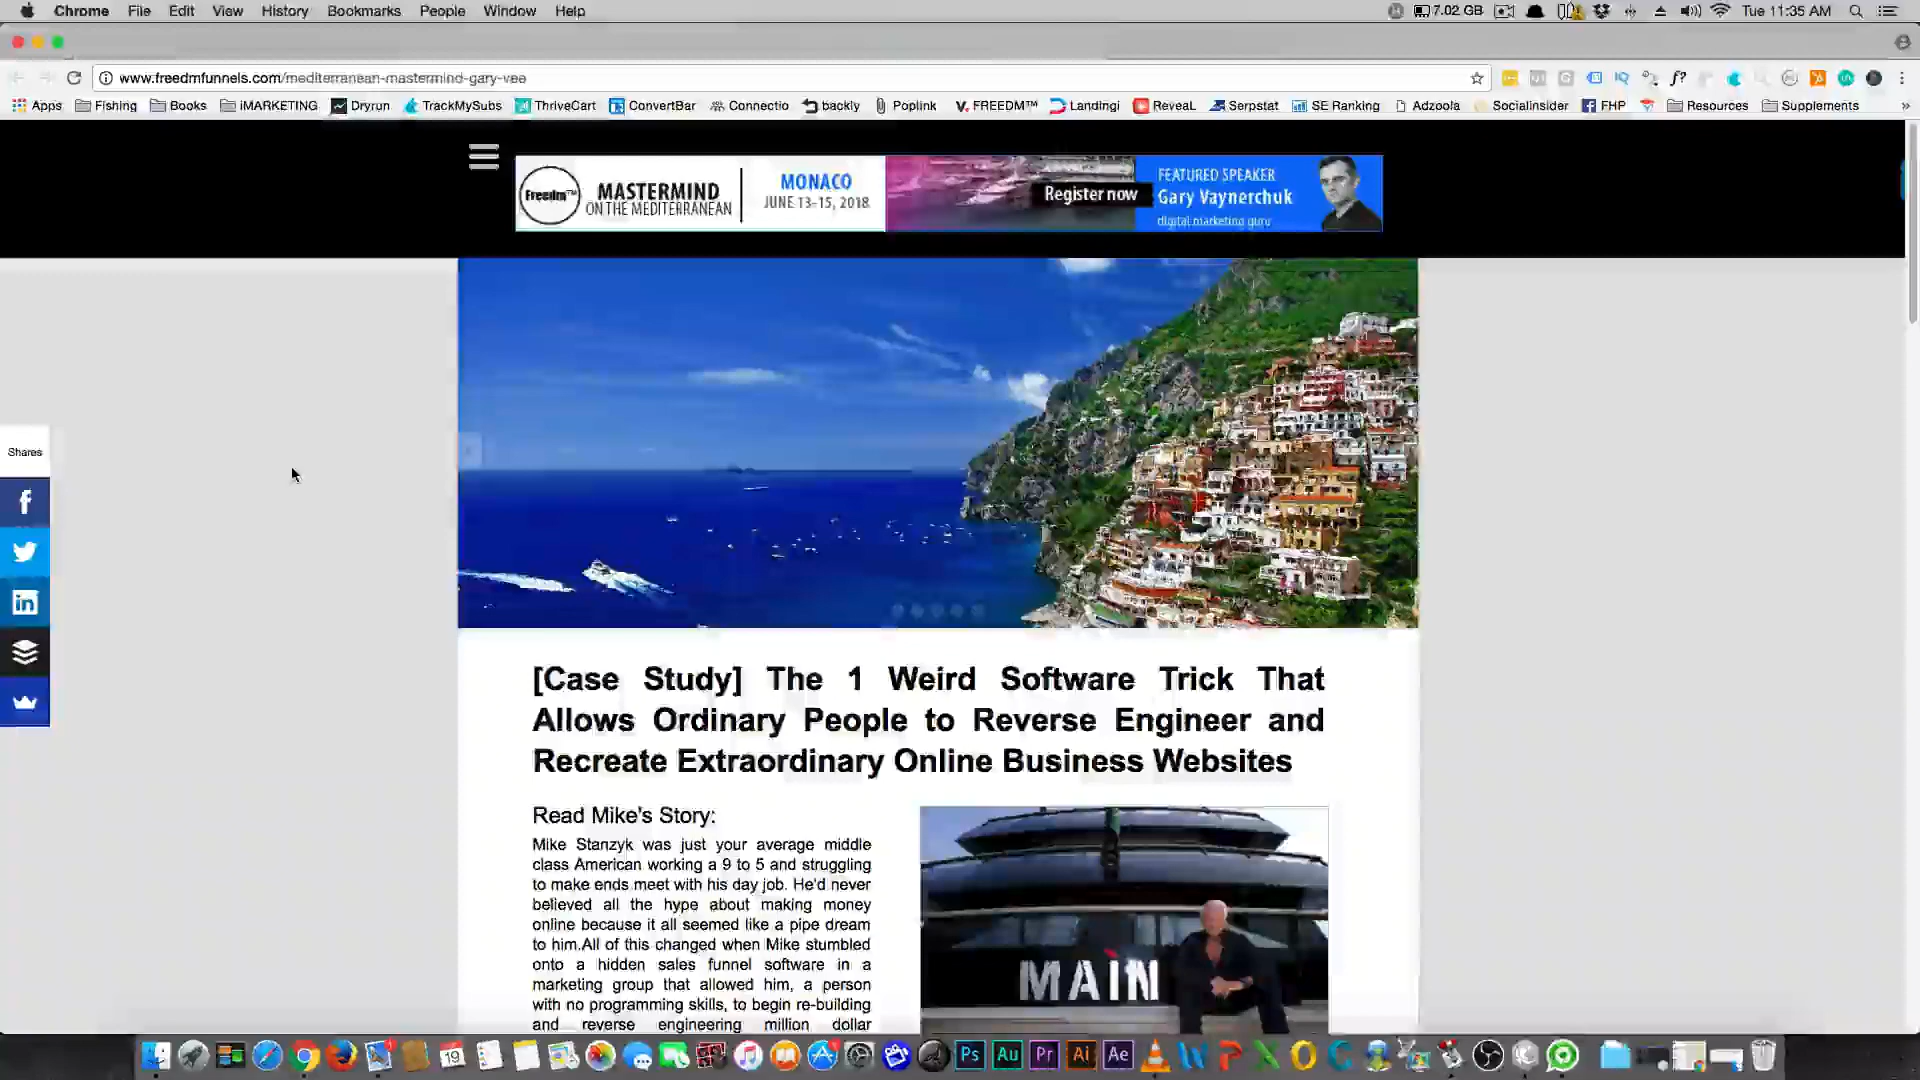 Chrome File Edit View History Bookmarks People Window Help 7.02 GB Tue 11:35 AM
www.freedmfunnels.com/mediterranean-mastermind-gary-vee
Apps Fishing Books iMARKETING Dryrun TrackMySubs ThriveCart ConvertBar Connectio backly Poplink V. FREEDM™ Landingi Reveal Serpstat SE Ranking Adzoola Socialinsider FHP Resources Supplements »
Freedm™
MASTERMIND
ON THE MEDITERRANEAN
MONACO
JUNE 13-15, 2018
Register now
FEATURED SPEAKER
Gary Vaynerchuk
digital marketing guru
Shares
[Case Study] The 1 Weird Software Trick That
Allows Ordinary People to Reverse Engineer and
Recreate Extraordinary Online Business Websites
Read Mike's Story:
Mike Stanzyk was just your average middle
class American working a 9 to 5 and struggling
to make ends meet with his day job. He'd never
believed all the hype about making money
online because it all seemed like a pipe dream
to him.All of this changed when Mike stumbled
onto a hidden sales funnel software in a
marketing group that allowed him, a person
with no programming skills, to begin re-building
and reverse engineering million dollar
MAIN
19
Ps Au Pr Ai Ae